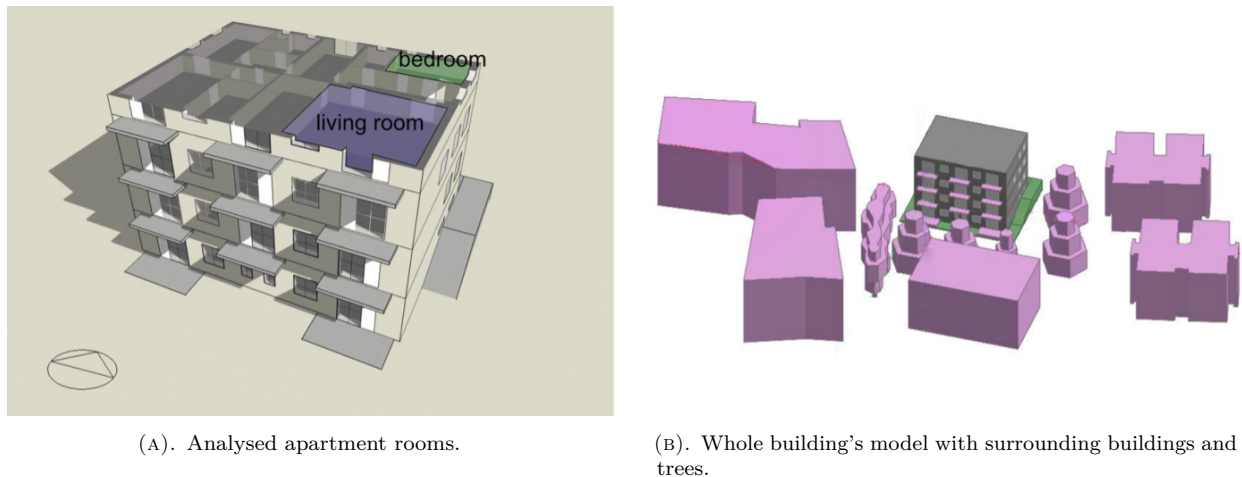 bedroom
living room
(A). Analysed apartment rooms.
(B). Whole building's model with surrounding buildings and
trees.